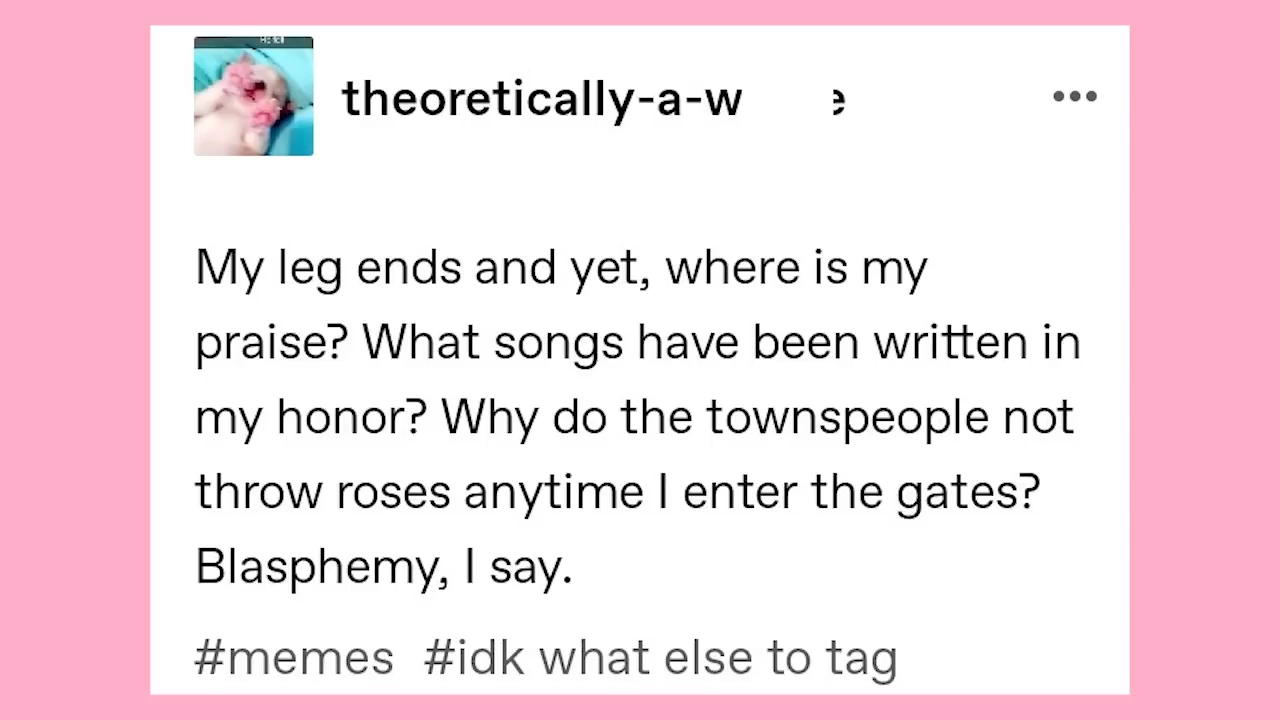 theoretically-a-w e
My leg ends and yet, where is my
praise? What songs have been written in
my honor? Why do the townspeople not
throw roses anytime I enter the gates?
Blasphemy, I say.
#memes #idk what else to tag